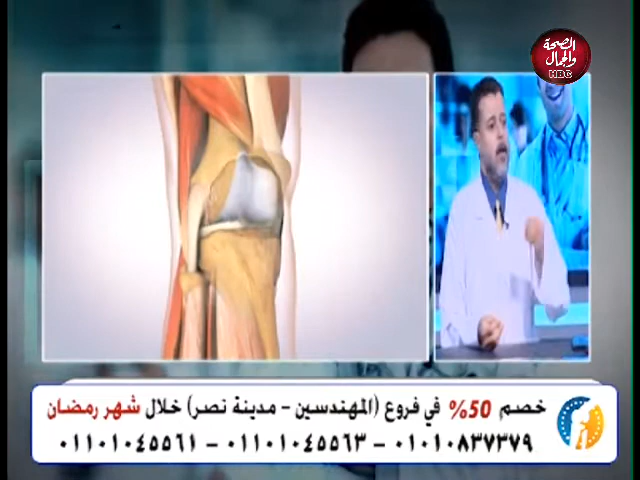 الصحة
والجمال
HBC
خصم 50% في فروع (المهندسين - مدينة نصر) خلال شهر رمضان
٠١٠١٠٨٣٧٣٧٩ - ٠١١٠١٠٤٥٥٦٣ - ٠١١٠١٠٤٥٥٦١